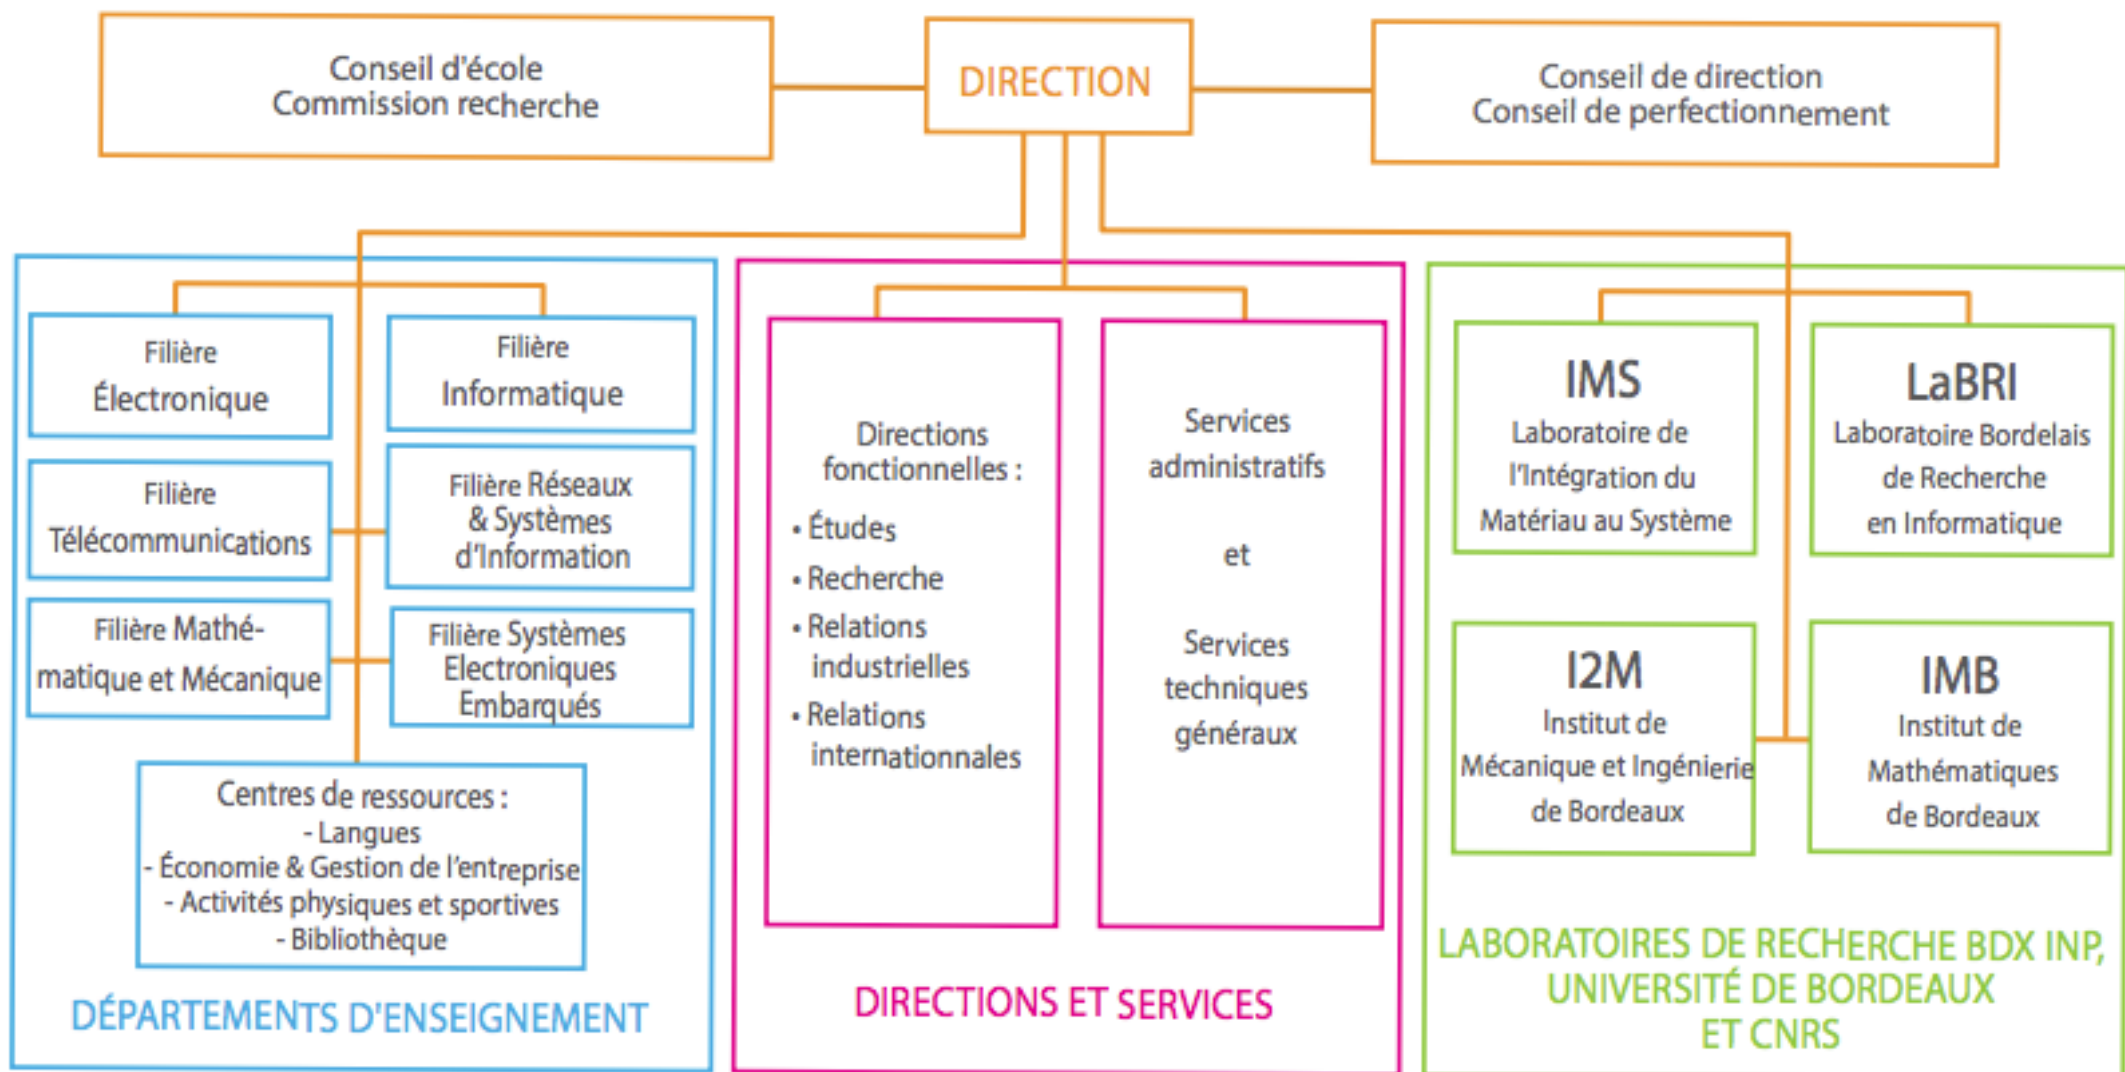 Conseil d'école
Commission recherche
DIRECTION
Conseil de direction
Conseil de perfectionnement
Filière
Électronique
Filière
Informatique
Filière
Télécommunications
Filière Réseaux
& Systèmes
d'Information
Filière Mathé-
matique et Mécanique
Filière Systèmes
Electroniques
Embarqués
Centres de ressources :
- Langues
- Économie & Gestion de l'entreprise
- Activités physiques et sportives
- Bibliothèque
DÉPARTEMENTS D'ENSEIGNEMENT
Directions
fonctionnelles :
• Études
• Recherche
• Relations
industrielles
• Relations
internationnales
Services
administratifs
et
Services
techniques
généraux
DIRECTIONS ET SERVICES
IMS
Laboratoire de
l'Intégration du
Matériau au Système
LaBRI
Laboratoire Bordelais
de Recherche
en Informatique
I2M
Institut de
Mécanique et Ingénierie
de Bordeaux
IMB
Institut de
Mathématiques
de Bordeaux
LABORATOIRES DE RECHERCHE BDX INP,
UNIVERSITÉ DE BORDEAUX
ET CNRS